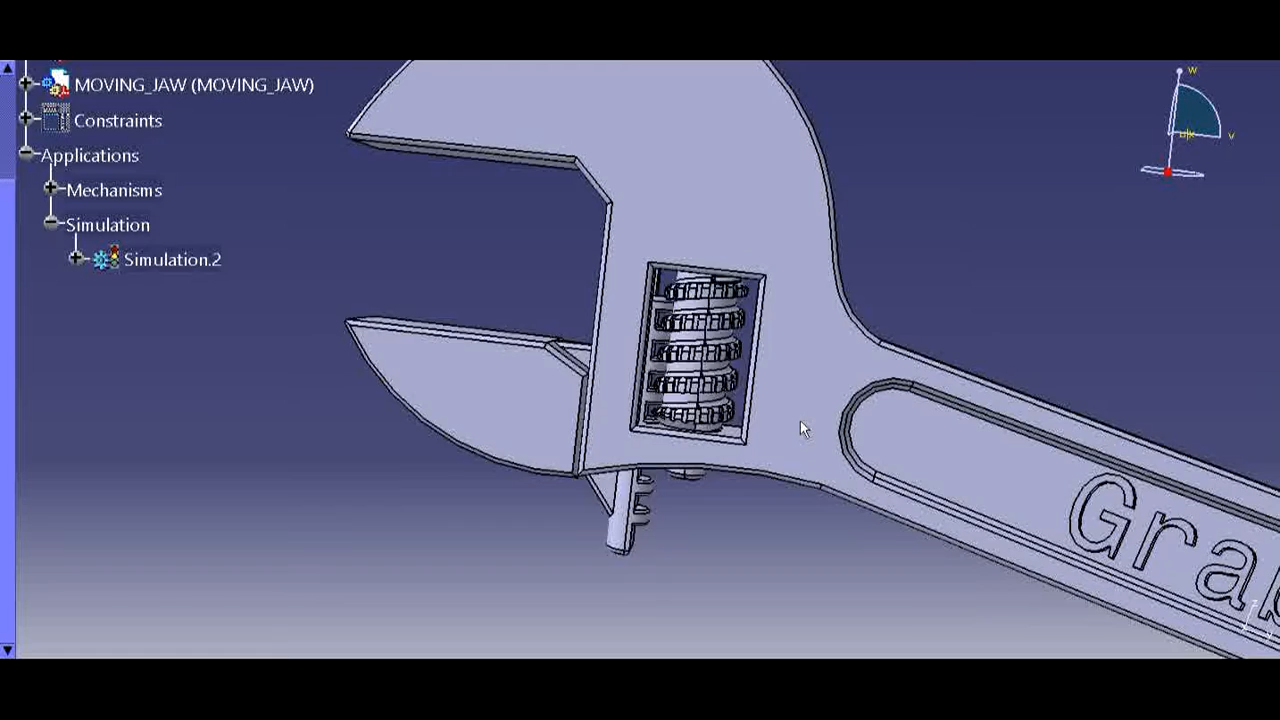 MOVING_JAW (MOVING_JAW)
Constraints
Applications
Mechanisms
Simulation
Simulation.2
w
v
Gra